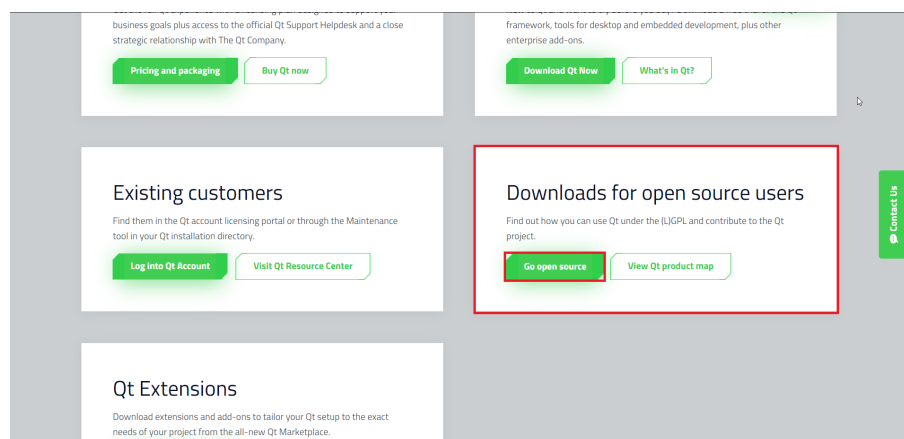 business goals plus access to the official Qt Support Helpdesk and a close
strategic relationship with The Qt Company.
Pricing and packaging
Buy Qt now
framework, tools for desktop and embedded development, plus other
enterprise add-ons.
Download Qt Now
What's in Qt?
Existing customers
Find them in the Qt account licensing portal or through the Maintenance
tool in your Qt installation directory.
Log into Qt Account
Visit Qt Resource Center
Downloads for open source users
Find out how you can use Qt under the (L)GPL and contribute to the Qt
project.
Go open source
View Qt product map
Contact Us
Qt Extensions
Download extensions and add-ons to tailor your Qt setup to the exact
needs of your project from the all-new Qt Marketplace.